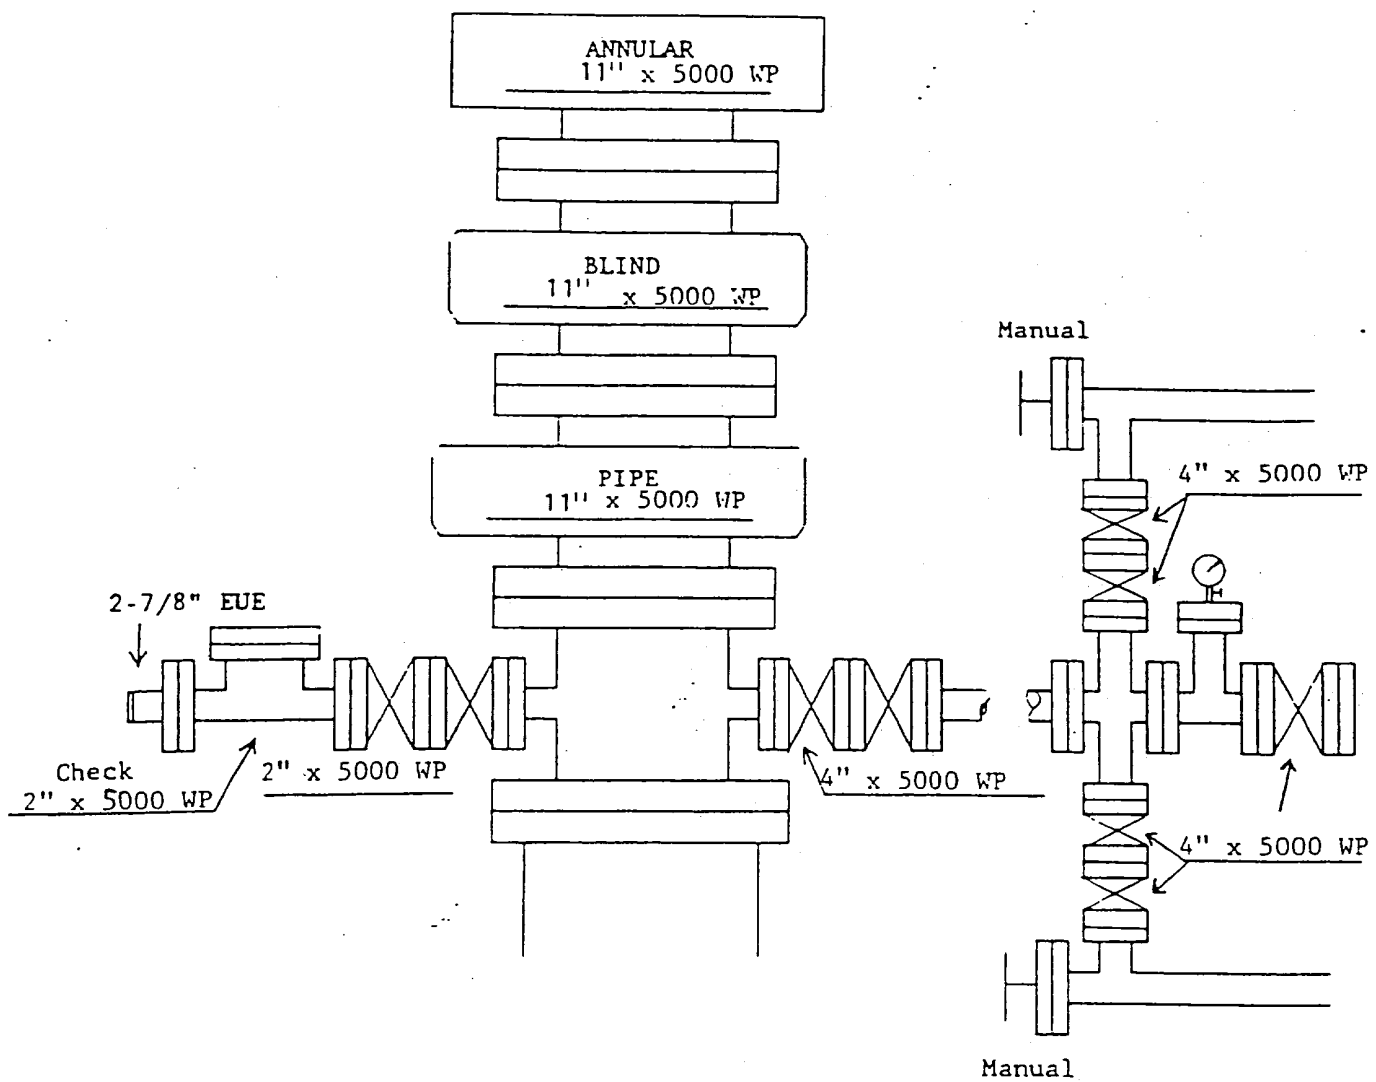 ANNULAR
11" x 5000 WP
BLIND
11" x 5000 WP
Manual
PIPE
11" x 5000 WP
4" x 5000 WP
2-7/8" EUE
Check
2" x 5000 WP
2" x 5000 WP
4" x 5000 WP
4" x 5000 WP
Manual